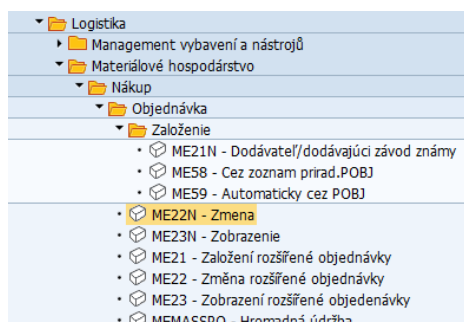 Logistika
Management vybavení a nástrojů
Materiálové hospodárstvo
Nákup
Objednávka
Založenie
ME21N - Dodávateľ/dodávajúci závod známy
ME58 - Cez zoznam prirad.POBJ
ME59 - Automaticky cez POBJ
ME22N - Zmena
ME23N - Zobrazenie
ME21 - Založení rozšířené objednávky
ME22 - Změna rozšířené objednávky
ME23 - Zobrazení rozšířené objedenávky
MEMASSPO - Hromadná údržba